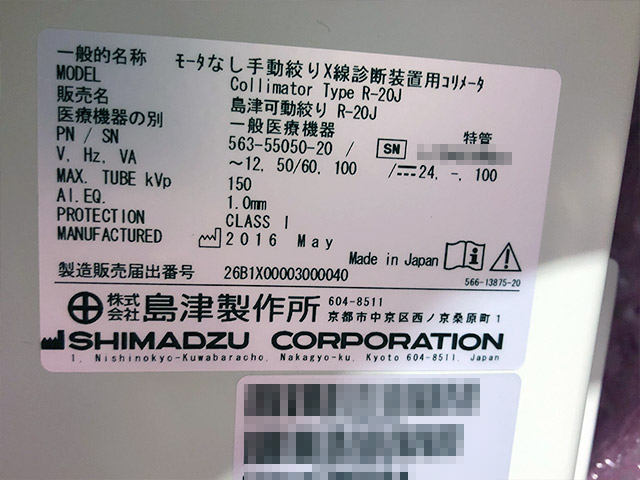 一般的名称 モータなし手動絞りX線診断装置用コリメータ
MODEL Collimator Type R-20J
販売名 島津可動絞り R-20J
医療機器の別 一般医療機器 特管
PN / SN 563-55050-20 / SN
V, Hz, VA ～12, 50/60, 100 /⎓24, -, 100
MAX. TUBE kVp 150
Al.EQ. 1.0mm
PROTECTION CLASS I
MANUFACTURED 2016 May
Made in Japan
製造販売届出番号 26B1X00003000040
566-13875-20
株式会社 島津製作所 604-8511
京都市中京区西ノ京桑原町1
SHIMADZU CORPORATION
1, Nishinokyo-Kuwabaracho, Nakagyo-ku, Kyoto 604-8511, Japan